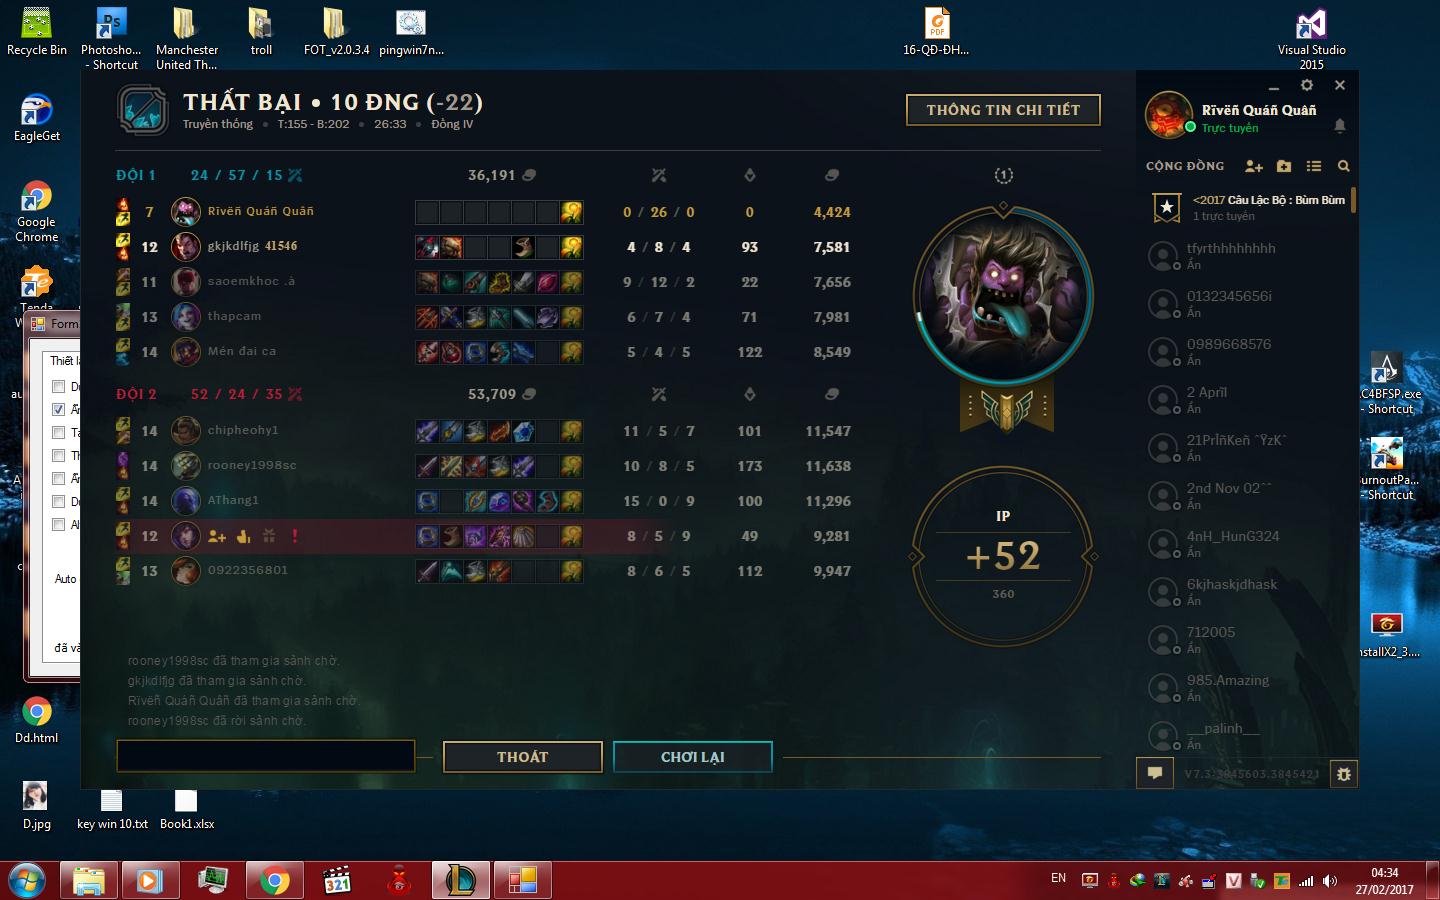 Recycle Bin
Photosho...
- Shortcut
Manchester
United Th...
troll
FOT_v2.0.3.4
pingwin7n...
16-QĐ-ĐH...
Visual Studio
2015
EagleGet
Google
Chrome
Tenda
Form
Thiết l
Auto
đã và
Dd.html
D.jpg
key win 10.txt
Book1.xlsx
THẤT BẠI • 10 ĐNG (-22)
Truyền thống • T:155 - B:202 • 26:33 • Đồng IV
THÔNG TIN CHI TIẾT
ĐỘI 1 24 / 57 / 15 36,191
7 Rïvëñ Quáñ Quâñ 0 / 26 / 0 0 4,424
12 gkjkdlfjg 41546 4 / 8 / 4 93 7,581
11 saoemkhoc .à 9 / 12 / 2 22 7,656
13 thapcam 6 / 7 / 4 71 7,981
14 Mén đai ca 5 / 4 / 5 122 8,549
ĐỘI 2 52 / 24 / 35 53,709
14 chipheohy1 11 / 5 / 7 101 11,547
14 rooney1998sc 10 / 8 / 5 173 11,638
14 AThang1 15 / 0 / 9 100 11,296
12 8 / 5 / 9 49 9,281
13 0922356801 8 / 6 / 5 112 9,947
1
IP
+52
360
rooney1998sc đã tham gia sảnh chờ.
gkjkdlfjg đã tham gia sảnh chờ.
Rïvëñ Quáñ Quâñ đã tham gia sảnh chờ.
rooney1998sc đã rời sảnh chờ.
THOÁT
CHƠI LẠI
Rïvëñ Quáñ Quâñ
Trực tuyến
CỘNG ĐỒNG
<2017 Câu Lạc Bộ : Bùm Bùm
1 trực tuyến
tfyrthhhhhhhh
Ẩn
0132345656i
Ẩn
0989668576
Ẩn
2 Aprïl
Ẩn
21PrÏñKeñ ˆŸzKˆ
Ẩn
2nd Nov 02ˆˆ
Ẩn
4nH_HunG324
Ẩn
6kjhaskjdhask
Ẩn
712005
Ẩn
985.Amazing
Ẩn
__palinh__
Ẩn
V7.3.3845603.3845421
AC4BFSP.exe
- Shortcut
BurnoutPa...
- Shortcut
InstallX2_3....
321
EN
04:34
27/02/2017